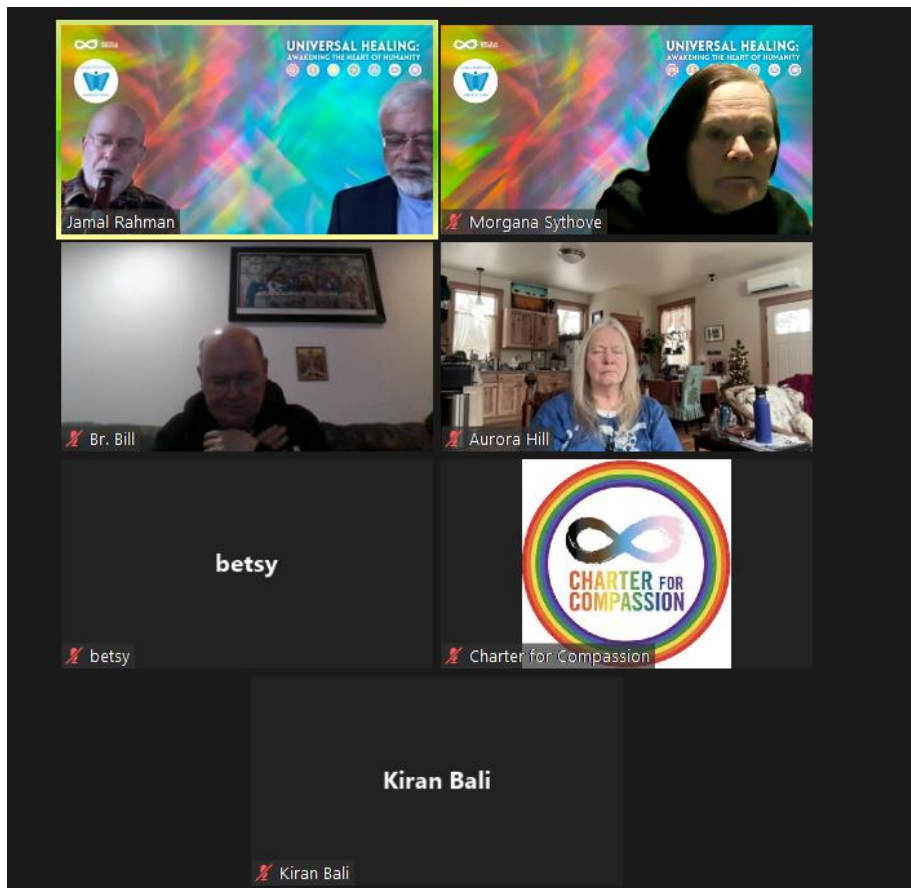 UNIVERSAL HEALING:
AWAKENING THE HEART OF HUMANITY
Jamal Rahman
UNIVERSAL HEALING:
AWAKENING THE HEART OF HUMANITY
Morgana Sythove
Br. Bill
Aurora Hill
betsy
betsy
CHARTER FOR
COMPASSION
Charter for Compassion
Kiran Bali
Kiran Bali